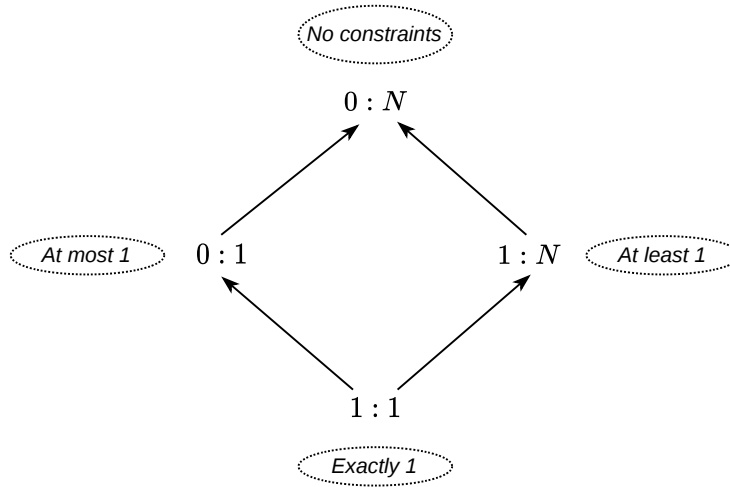 No constraints
0 : N
At most 1
0 : 1
1 : N
At least 1
1 : 1
Exactly 1